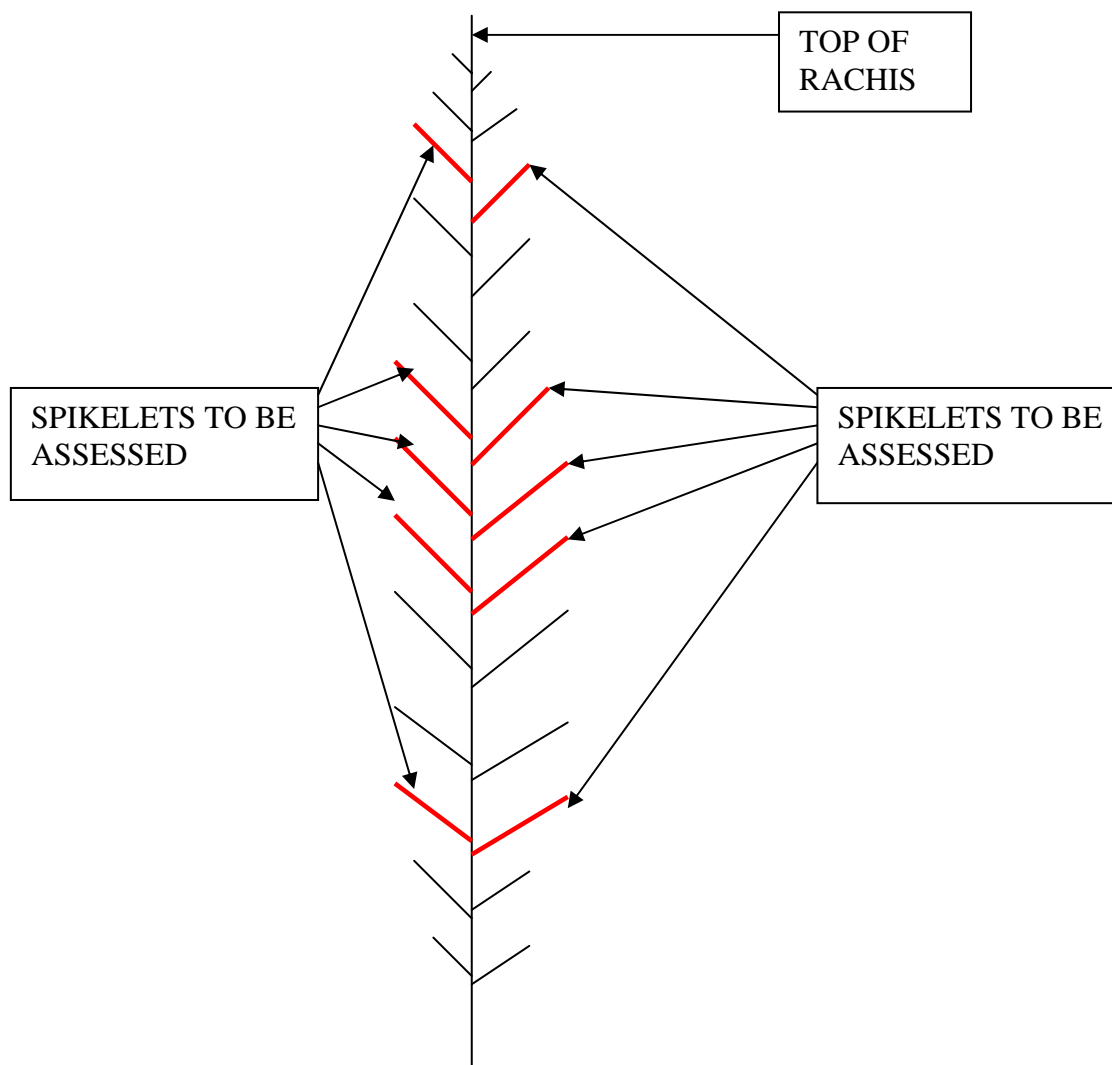 TOP OF
RACHIS
SPIKELETS TO BE
ASSESSED
SPIKELETS TO BE
ASSESSED